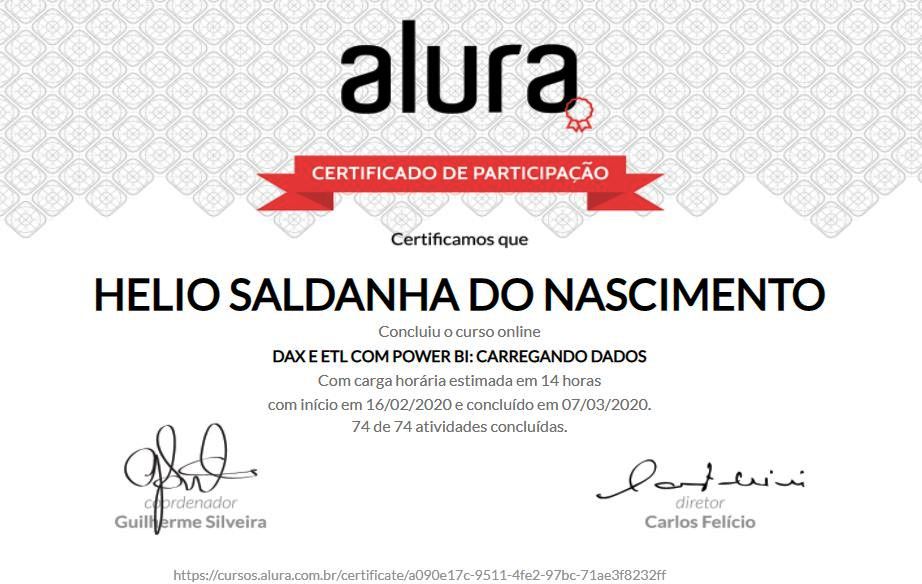 alura
CERTIFICADO DE PARTICIPAÇÃO
Certificamos que
HELIO SALDANHA DO NASCIMENTO
Concluiu o curso online
DAX E ETL COM POWER BI: CARREGANDO DADOS
Com carga horária estimada em 14 horas
com início em 16/02/2020 e concluído em 07/03/2020.
74 de 74 atividades concluídas.
coordenador
Guilherme Silveira
diretor
Carlos Felício
https://cursos.alura.com.br/certificate/a090e17c-9511-4fe2-97bc-71ae3f8232ff